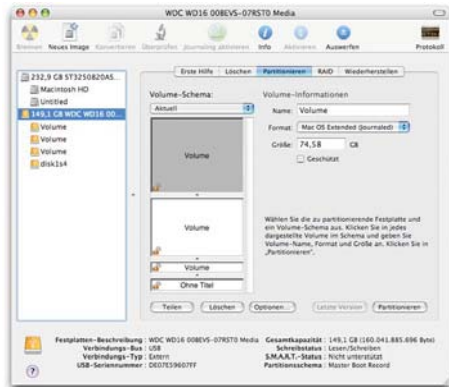 WDC WD16 008EVS-07RST0 Media
Brennen Neues Image Konvertieren Überprüfen Journaling aktivieren Info Aktivieren Auswerfen Protokoll
232,9 GB ST3250820AS...
Macintosh HD
Untitled
149,1 GB WDC WD16 00...
Volume
Volume
Volume
disk1s4
Erste Hilfe Löschen Partitionieren RAID Wiederherstellen
Volume-Schema:
Aktuell
Volume
Volume
Volume
Ohne Titel
Volume-Informationen
Name: Volume
Format: Mac OS Extended (Journaled)
Größe: 74,58 GB
Geschützt
Wählen Sie die zu partitionierende Festplatte und
ein Volume-Schema aus. Klicken Sie in jedes
dargestellte Volume im Schema und geben Sie
Volume-Name, Format und Größe an. Klicken Sie in
„Partitionieren".
Teilen Löschen Optionen... Letzte Version Partitionieren
Festplatten-Beschreibung : WDC WD16 008EVS-07RST0 Media
Verbindungs-Bus : USB
Verbindungs-Typ : Extern
USB-Seriennummer : DE07E59607FF
Gesamtkapazität : 149,1 GB (160.041.885.696 Byte)
Schreibstatus : Lesen/Schreiben
S.M.A.R.T.-Status : Nicht unterstützt
Partitionsschema : Master Boot Record